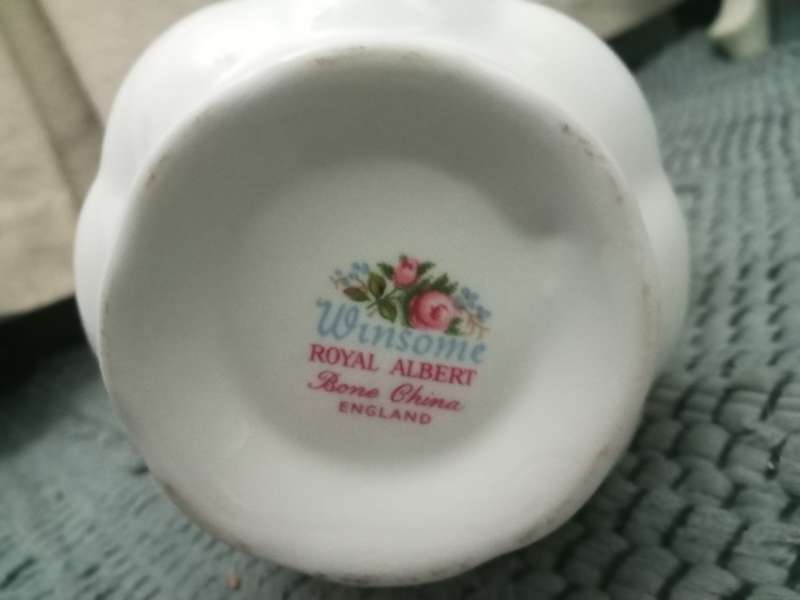 Winsome
ROYAL ALBERT
Bone China
ENGLAND